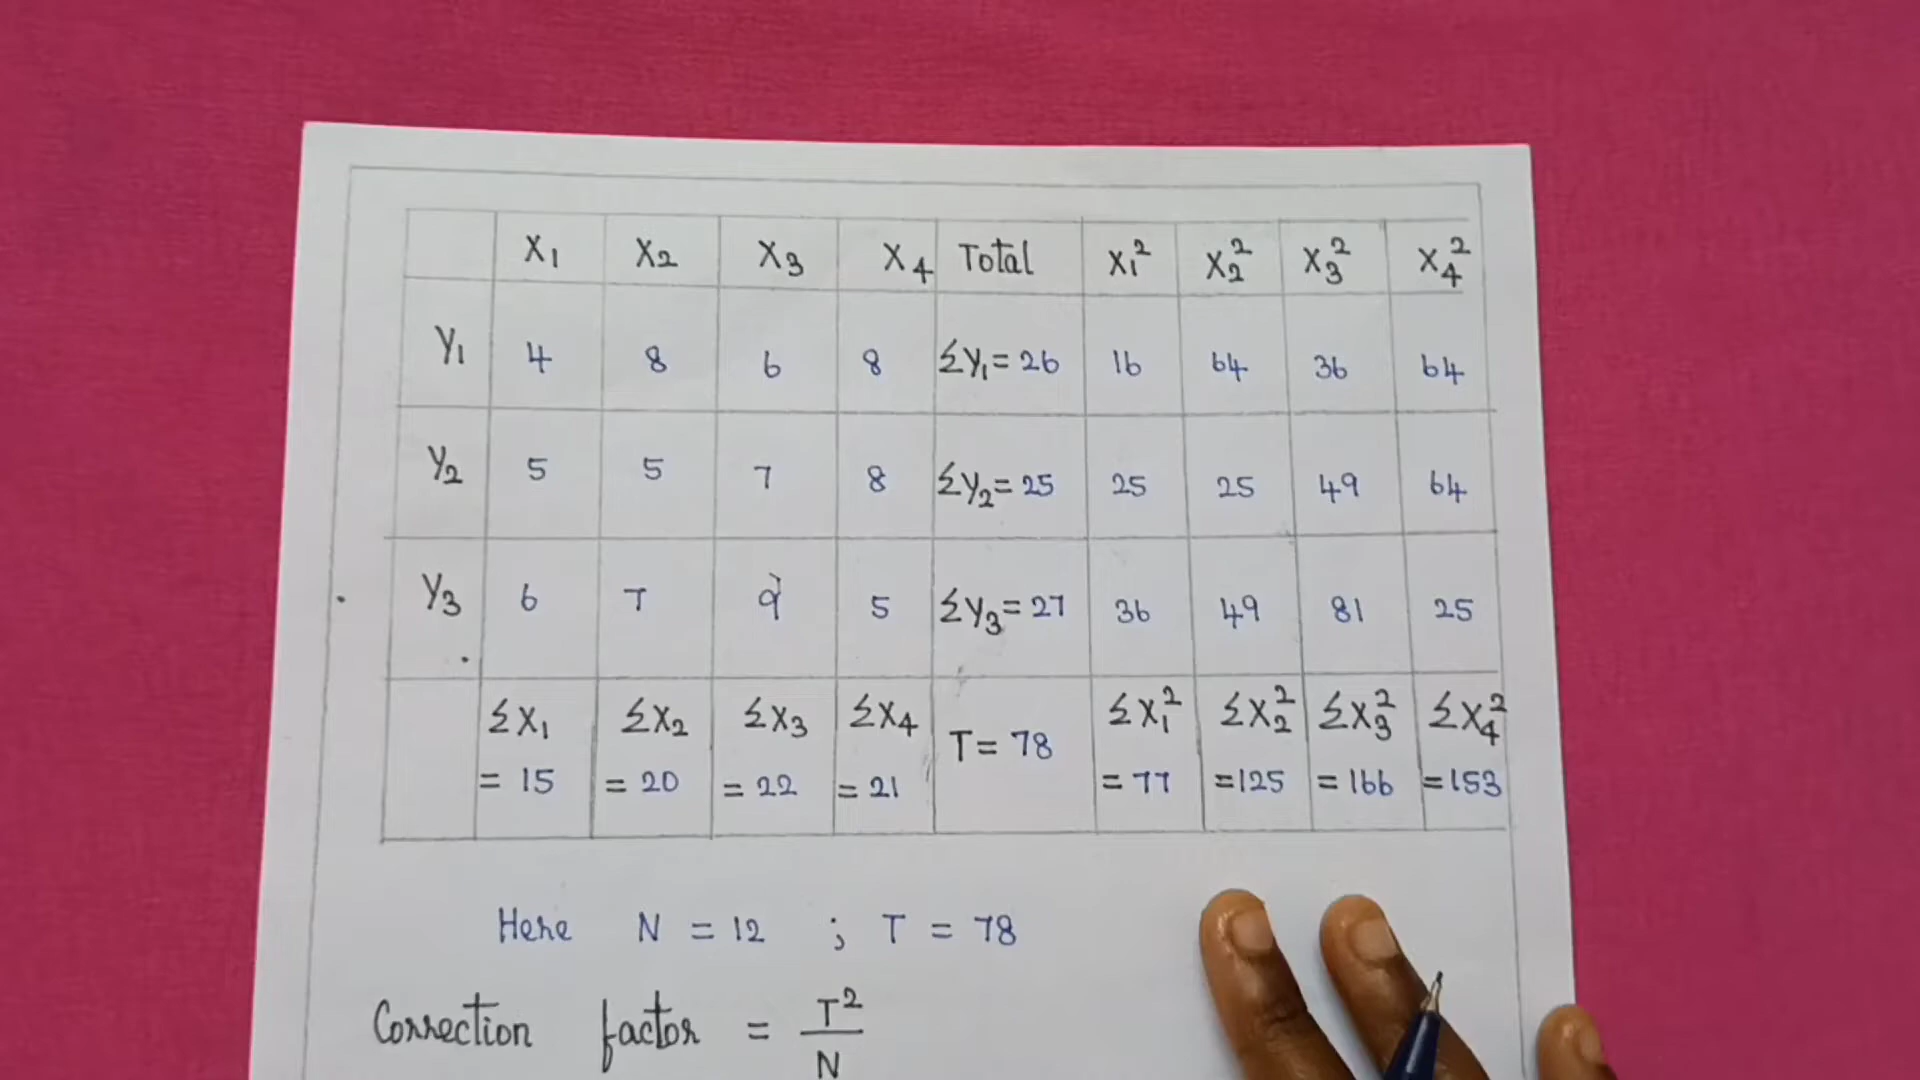 X₁ X₂ X₃ X₄ Total X₁² X₂² X₃² X₄²
Y₁ 4 8 6 8 ΣY₁= 26 16 64 36 64
Y₂ 5 5 7 8 ΣY₂= 25 25 25 49 64
Y₃ 6 7 9 5 ΣY₃= 27 36 49 81 25
ΣX₁ ΣX₂ ΣX₃ ΣX₄ T= 78 ΣX₁² ΣX₂² ΣX₃² ΣX₄²
= 15 = 20 = 22 = 21 = 77 =125 = 166 =153
Here N = 12 ; T = 78
Correction factor = T²/N